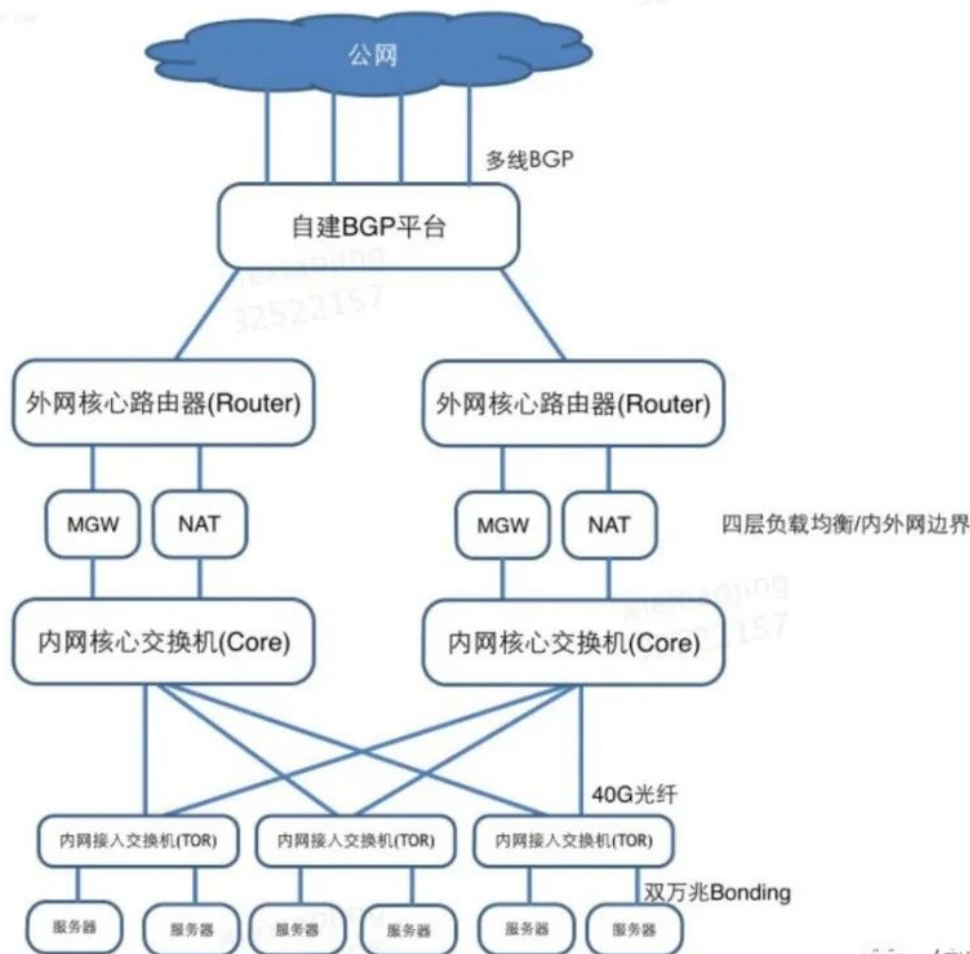 公网
多线BGP
自建BGP平台
32522157
外网核心路由器(Router)
外网核心路由器(Router)
MGW
NAT
MGW
NAT
四层负载均衡/内外网边界
内网核心交换机(Core)
内网核心交换机(Core)
40G光纤
内网接入交换机(TOR)
内网接入交换机(TOR)
内网接入交换机(TOR)
双万兆Bonding
服务器
服务器
服务器
服务器
服务器
服务器